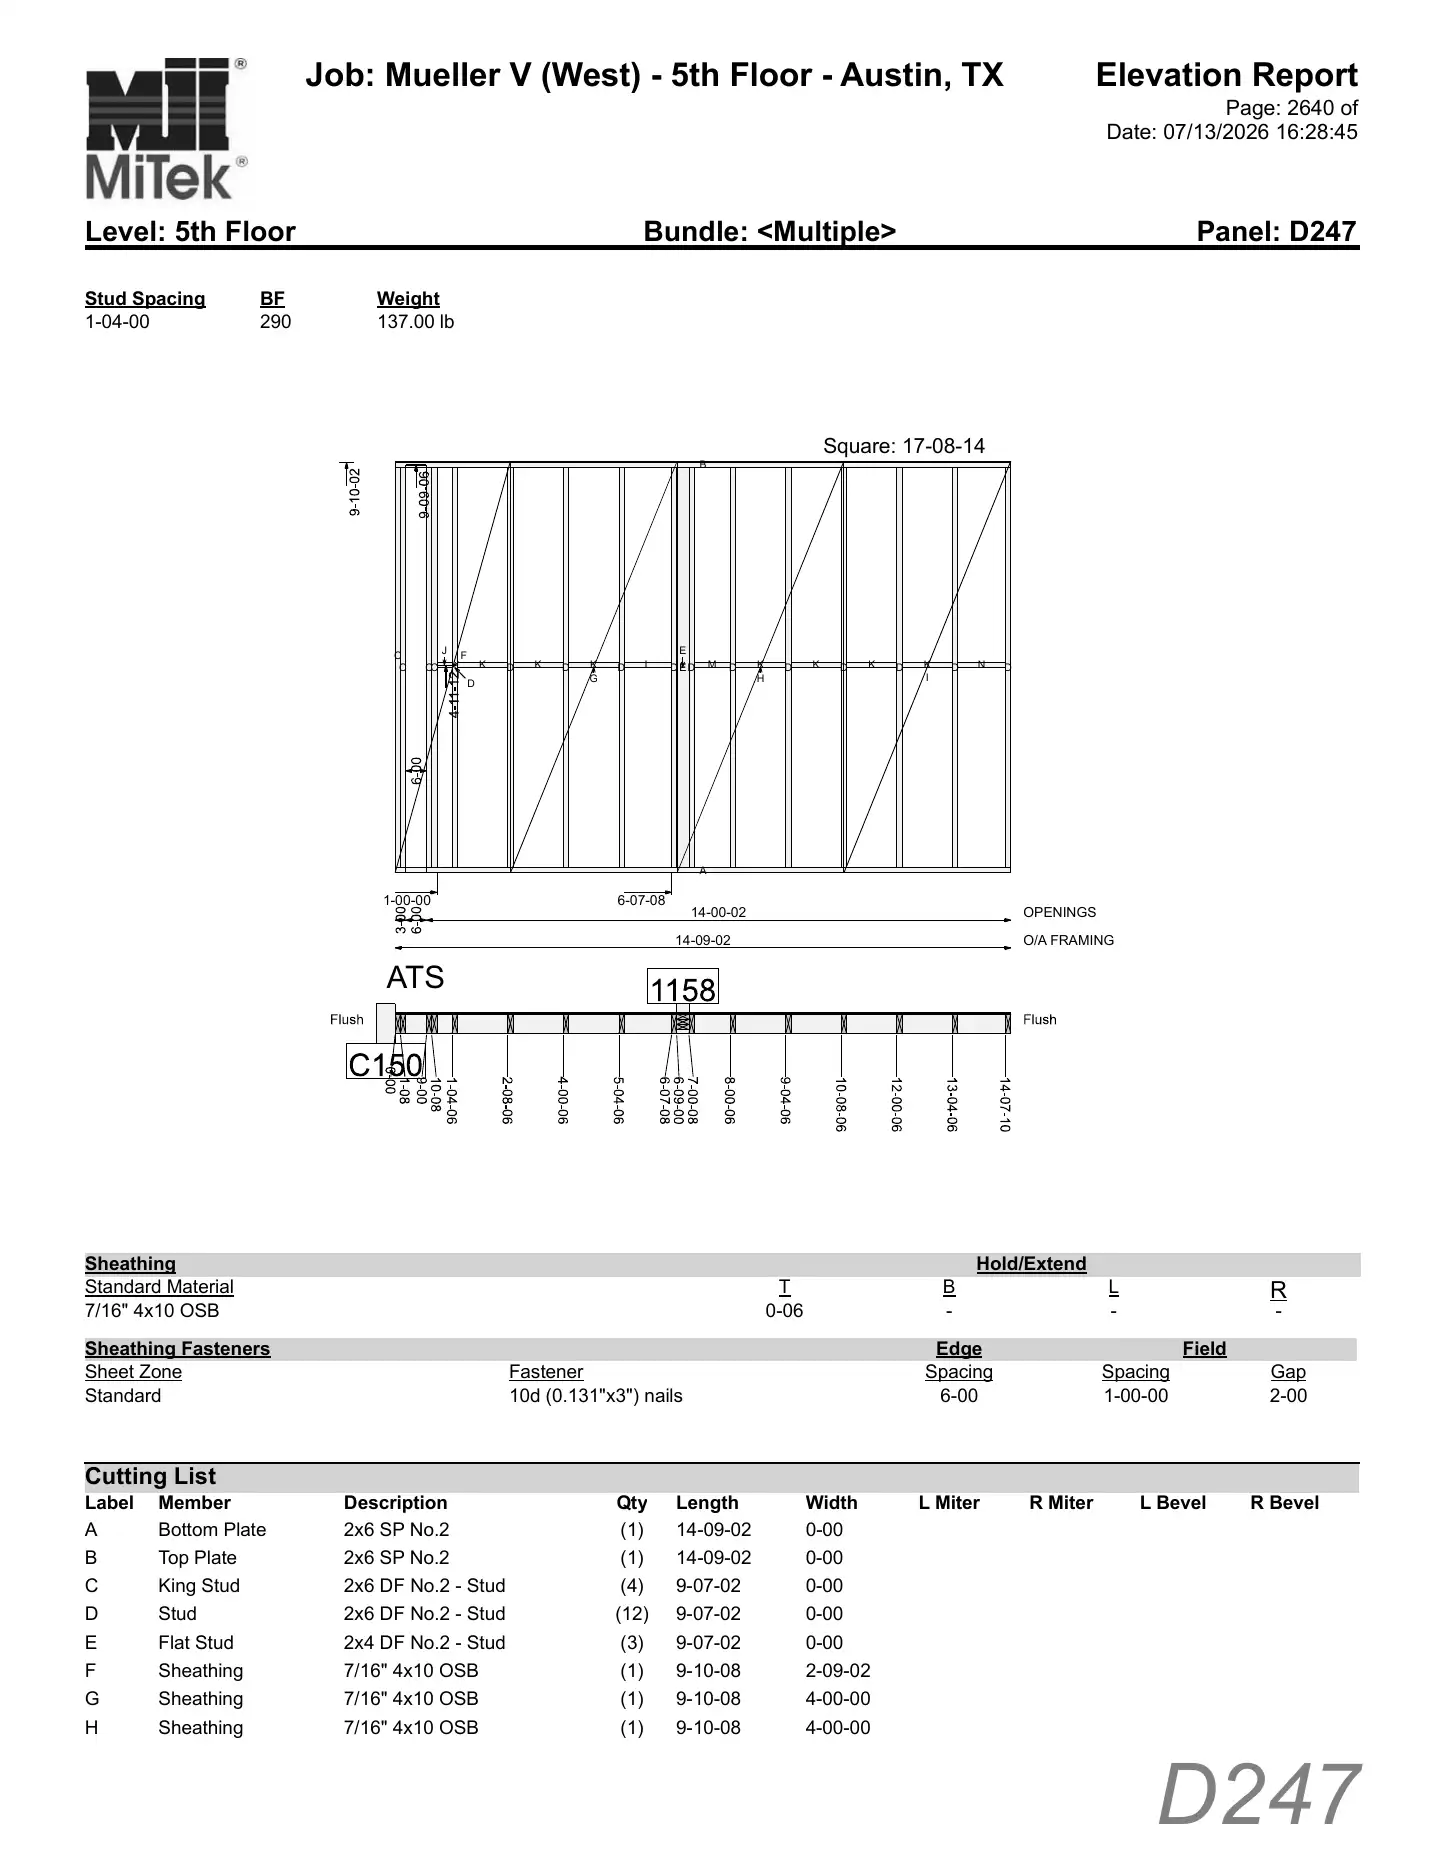 Job: Mueller V (West) - 5th Floor - Austin, TX
Elevation Report
Page: 2640 of
Date: 07/13/2026 16:28:45
MiTek®
Level: 5th Floor Bundle: <Multiple> Panel: D247
Stud Spacing BF Weight
1-04-00 290 137.00 lb
Square: 17-08-14
B
9-10-02
9-09-06
C J F E
K K K L E M K K K K N
D G H I
4-11-12
6-00
A
1-00-00 6-07-08
3-00 6-00 14-00-02 OPENINGS
14-09-02 O/A FRAMING
ATS
1158
Flush Flush
C150
0-00 1-08 9-00 10-08 1-04-06 2-08-06 4-00-06 5-04-06 6-07-08 6-09-00 7-00-08 8-00-06 9-04-06 10-08-06 12-00-06 13-04-06 14-07-10
Sheathing Hold/Extend
Standard Material T B L R
7/16" 4x10 OSB 0-06 - - -
Sheathing Fasteners Edge Field
Sheet Zone Fastener Spacing Spacing Gap
Standard 10d (0.131"x3") nails 6-00 1-00-00 2-00
Cutting List
Label Member Description Qty Length Width L Miter R Miter L Bevel R Bevel
A Bottom Plate 2x6 SP No.2 (1) 14-09-02 0-00
B Top Plate 2x6 SP No.2 (1) 14-09-02 0-00
C King Stud 2x6 DF No.2 - Stud (4) 9-07-02 0-00
D Stud 2x6 DF No.2 - Stud (12) 9-07-02 0-00
E Flat Stud 2x4 DF No.2 - Stud (3) 9-07-02 0-00
F Sheathing 7/16" 4x10 OSB (1) 9-10-08 2-09-02
G Sheathing 7/16" 4x10 OSB (1) 9-10-08 4-00-00
H Sheathing 7/16" 4x10 OSB (1) 9-10-08 4-00-00
D247